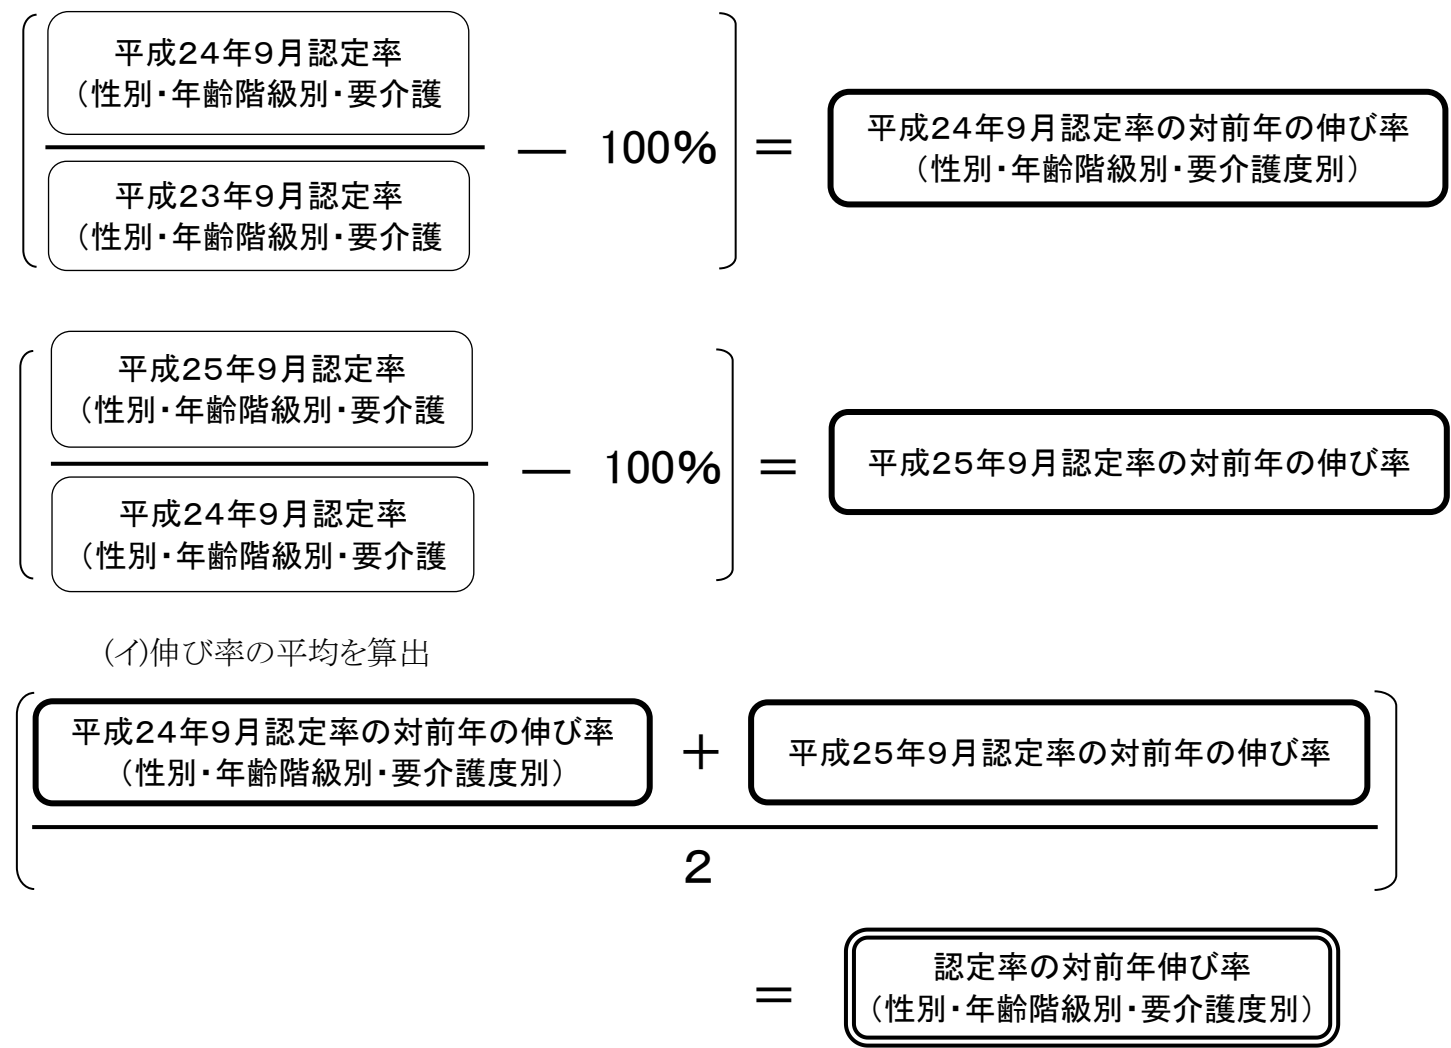 平成24年9月認定率
(性別・年齢階級別・要介護
平成23年9月認定率
(性別・年齢階級別・要介護
― 100%
＝
平成24年9月認定率の対前年の伸び率
(性別・年齢階級別・要介護度別)
平成25年9月認定率
(性別・年齢階級別・要介護
平成24年9月認定率
(性別・年齢階級別・要介護
― 100%
＝
平成25年9月認定率の対前年の伸び率
(イ)伸び率の平均を算出
平成24年9月認定率の対前年の伸び率
(性別・年齢階級別・要介護度別)
＋
平成25年9月認定率の対前年の伸び率
2
＝
認定率の対前年伸び率
(性別・年齢階級別・要介護度別)